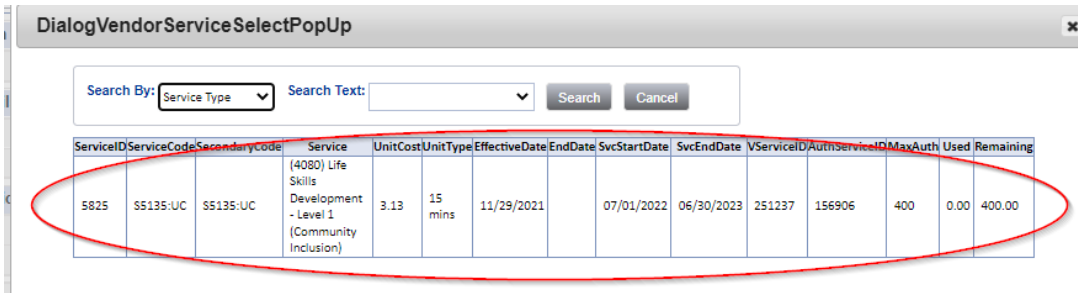 DialogVendorServiceSelectPopUp
Search By: Service Type Search Text: Search Cancel
ServiceID ServiceCode SecondaryCode Service UnitCost UnitType EffectiveDate EndDate SvcStartDate SvcEndDate VServiceID AuthServiceID MaxAuth Used Remaining
5825 S5135:UC S5135:UC (4080) Life Skills Development - Level 1 (Community Inclusion) 3.13 15 mins 11/29/2021 07/01/2022 06/30/2023 251237 156906 400 0.00 400.00